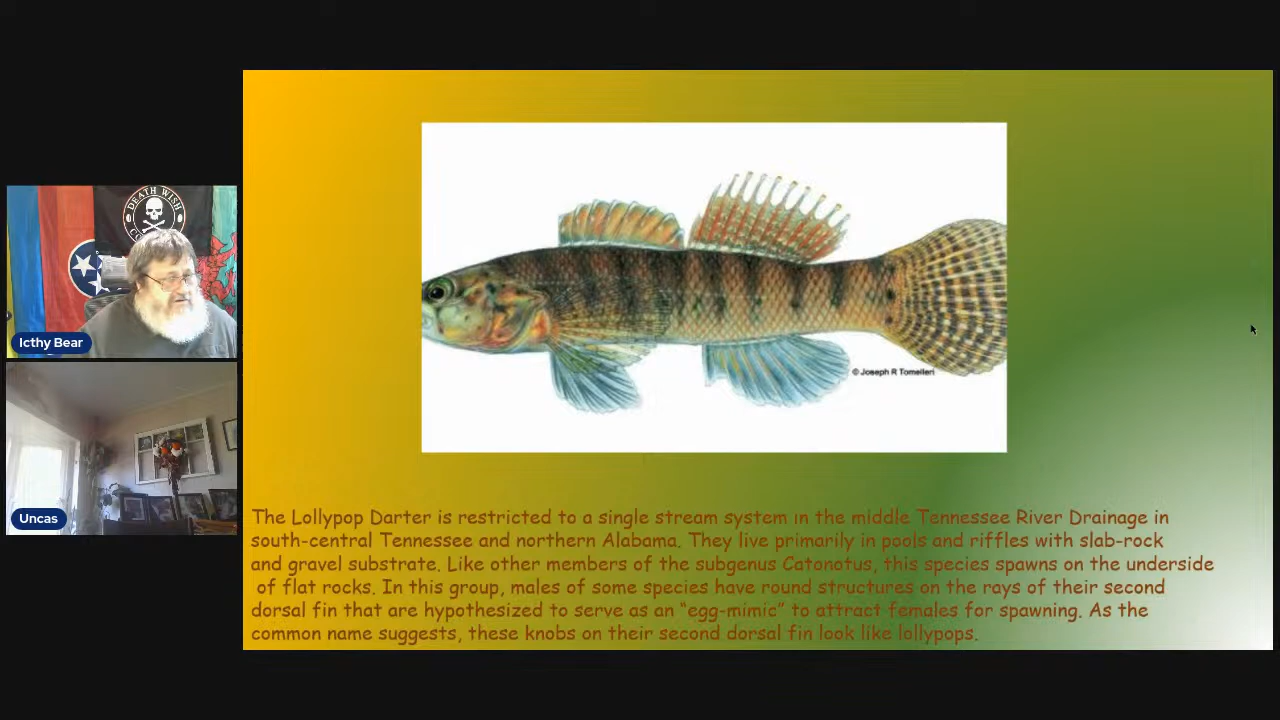 DEATH WISH
Icthy Bear
Uncas
© Joseph R Tomelleri
The Lollypop Darter is restricted to a single stream system in the middle Tennessee River Drainage in
south-central Tennessee and northern Alabama. They live primarily in pools and riffles with slab-rock
and gravel substrate. Like other members of the subgenus Catonotus, this species spawns on the underside
of flat rocks. In this group, males of some species have round structures on the rays of their second
dorsal fin that are hypothesized to serve as an “egg-mimic” to attract females for spawning. As the
common name suggests, these knobs on their second dorsal fin look like lollypops.